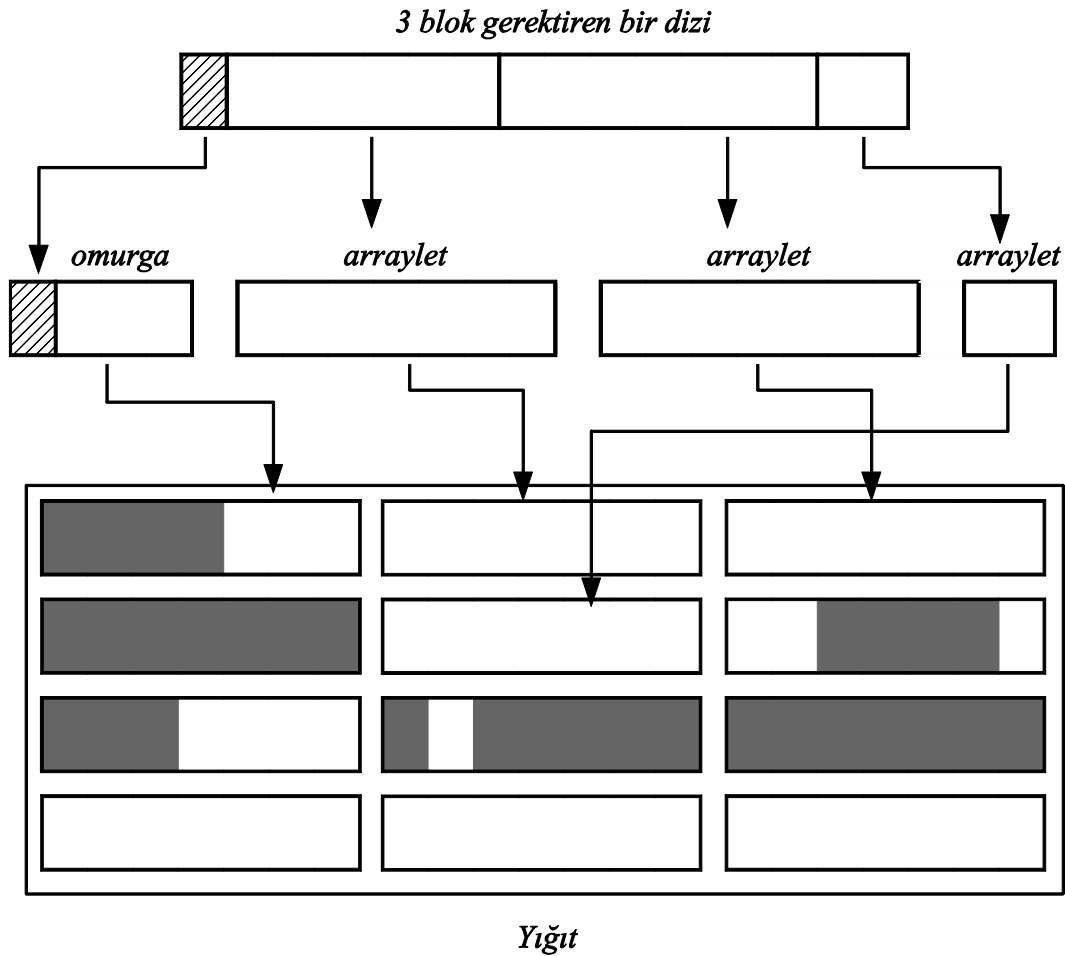 3 blok gerektiren bir dizi
omurga
arraylet
arraylet
arraylet
Yığıt